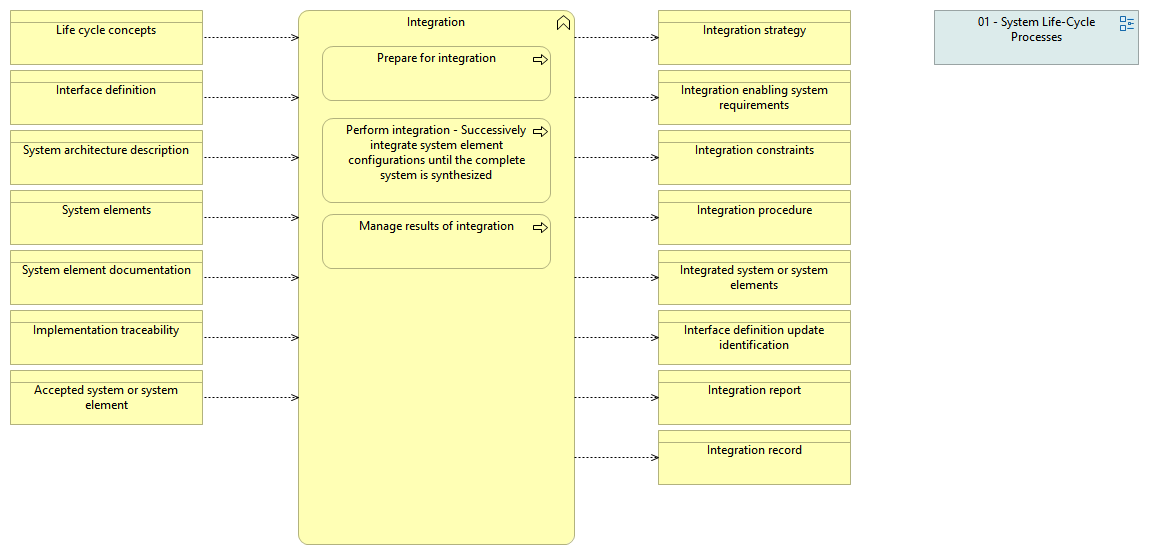 Life cycle concepts
Interface definition
System architecture description
System elements
System element documentation
Implementation traceability
Accepted system or system
element
Integration
Prepare for integration
Perform integration - Successively
integrate system element
configurations until the complete
system is synthesized
Manage results of integration
Integration strategy
Integration enabling system
requirements
Integration constraints
Integration procedure
Integrated system or system
elements
Interface definition update
identification
Integration report
Integration record
01 - System Life-Cycle
Processes